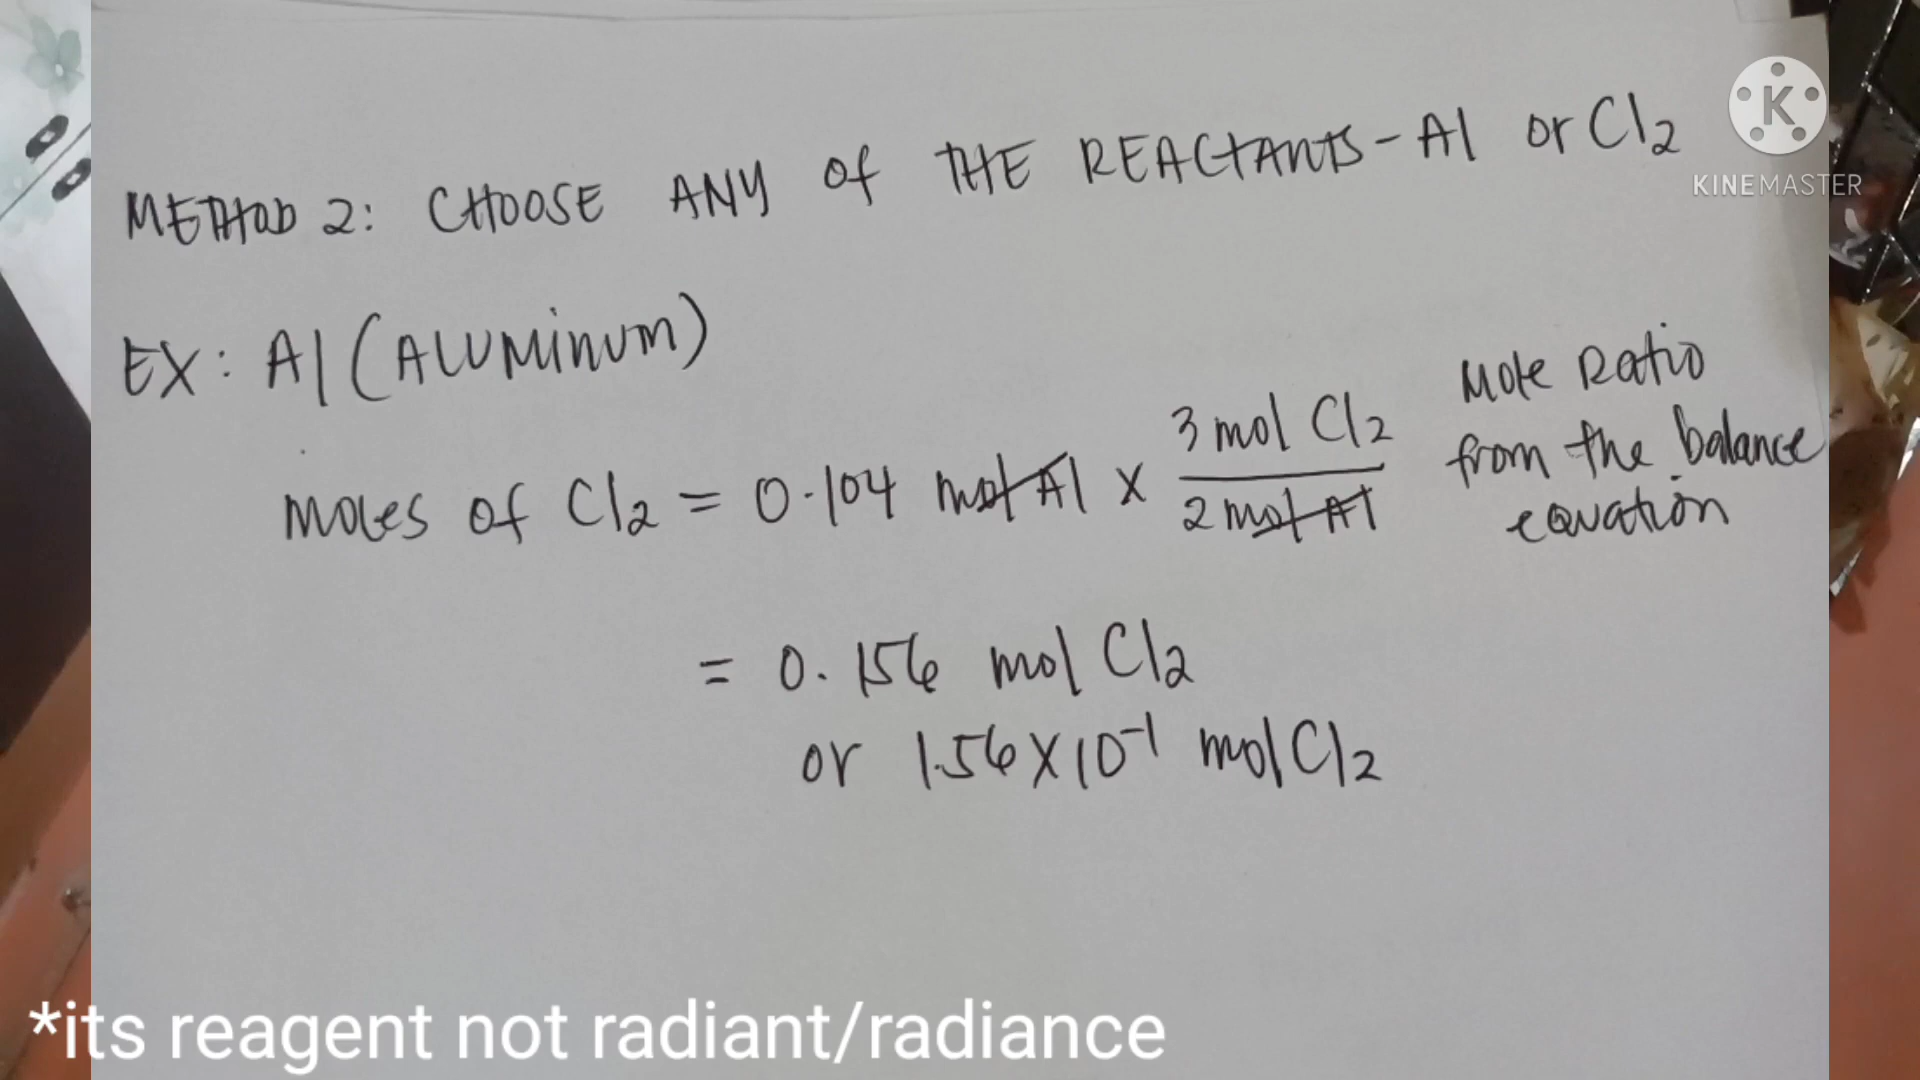 METHOD 2: CHOOSE ANY Of THE REACtANtS - Al or Cl2
KINEMASTER
EX: Al (ALUMinUm)
moles of Cl2 = 0.104 mol Al x 3 mol Cl2 / 2 mol Al
Mole Ratio
from the balance
equation
= 0.156 mol Cl2
or 1.56 X 10⁻¹ mol Cl2
*its reagent not radiant/radiance